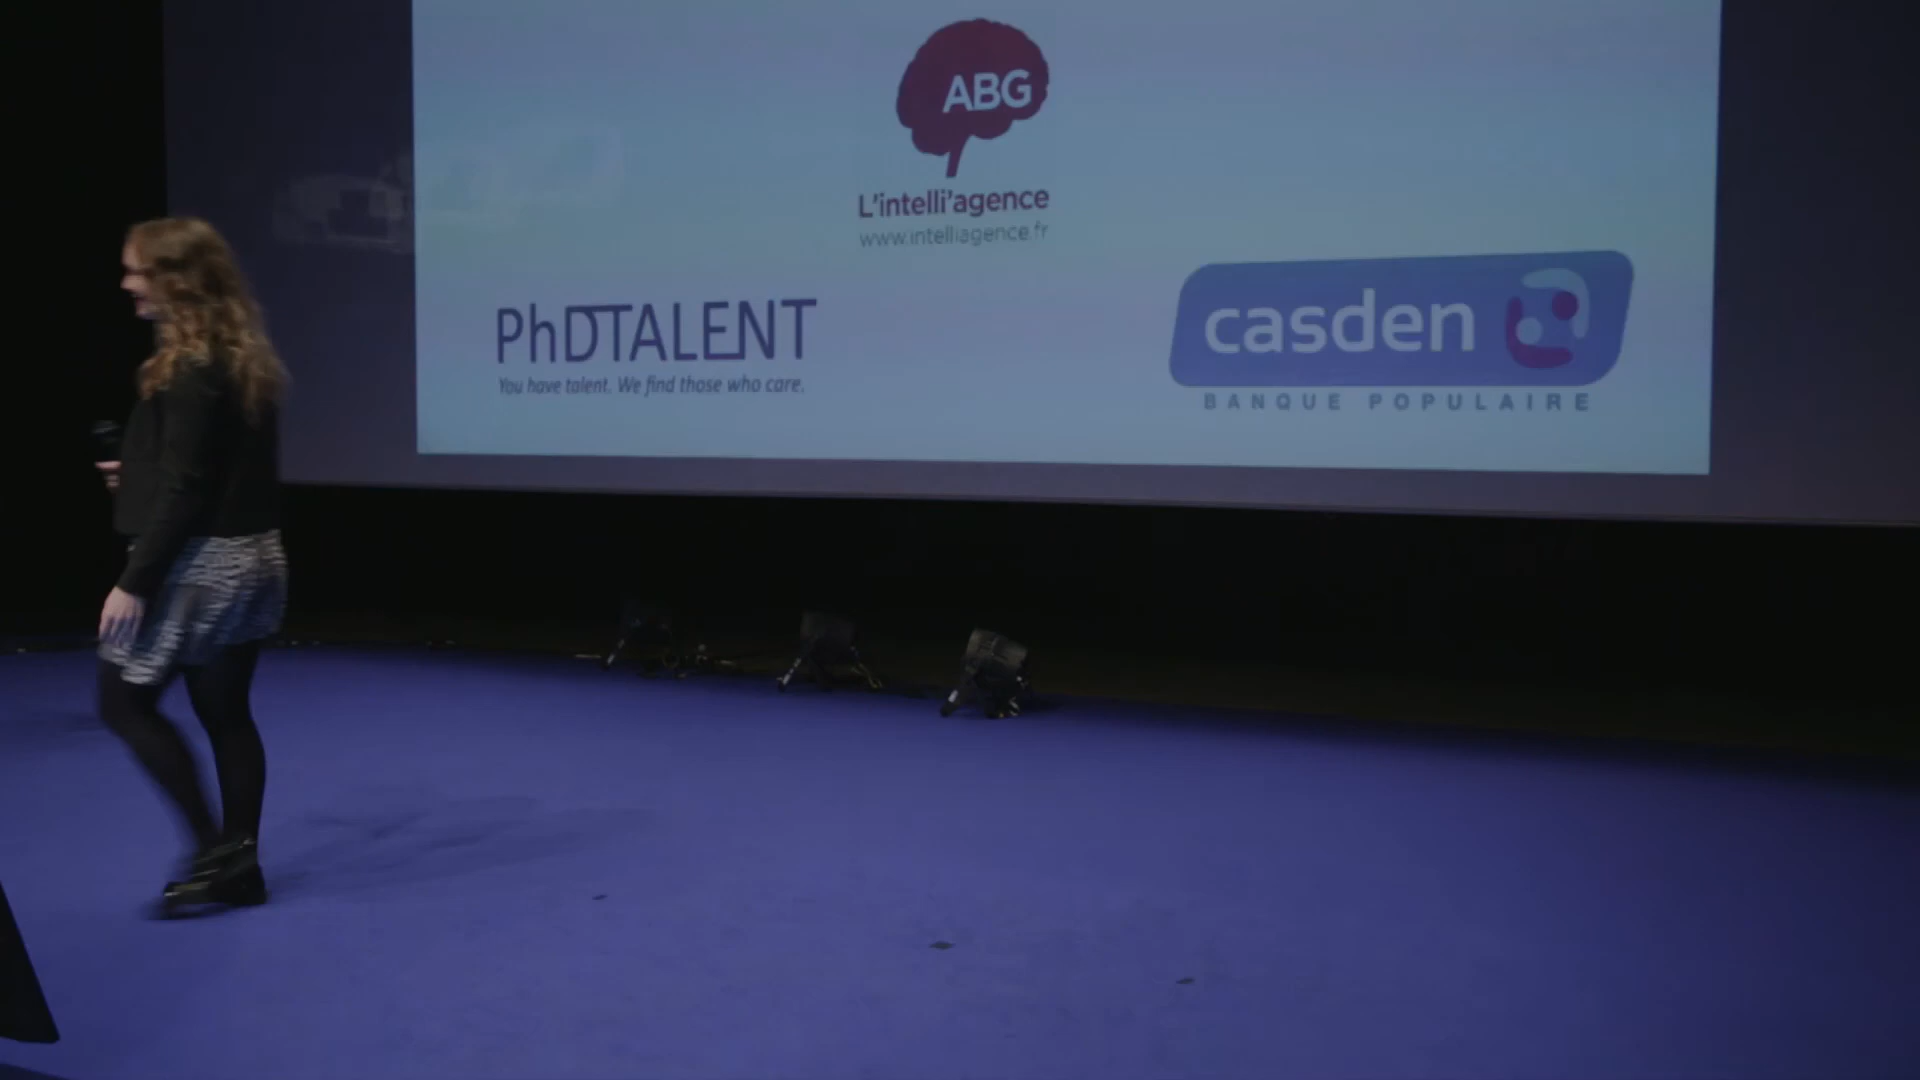 ABG
L'intelli'agence
www.intelliagence.fr
PhDTALENT
You have talent. We find those who care.
casden
BANQUE POPULAIRE